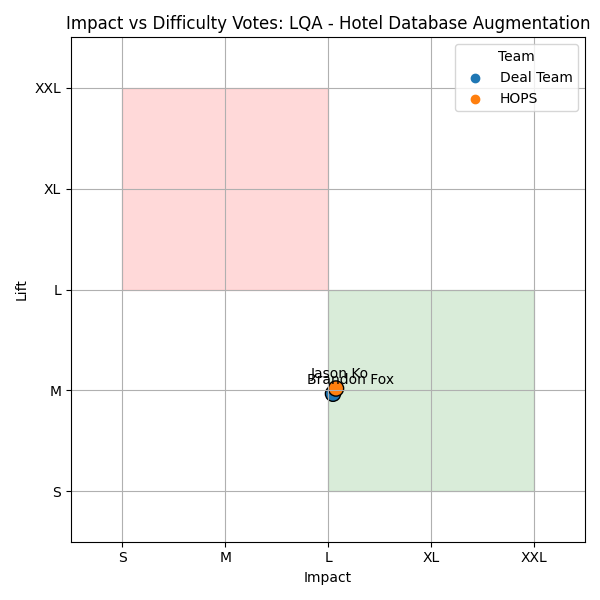 Impact vs Difficulty Votes: LQA - Hotel Database Augmentation
Team
Deal Team
HOPS
XXL
XL
L
M
S
Lift
Jason Ko
Brandon Fox
S
M
L
XL
XXL
Impact